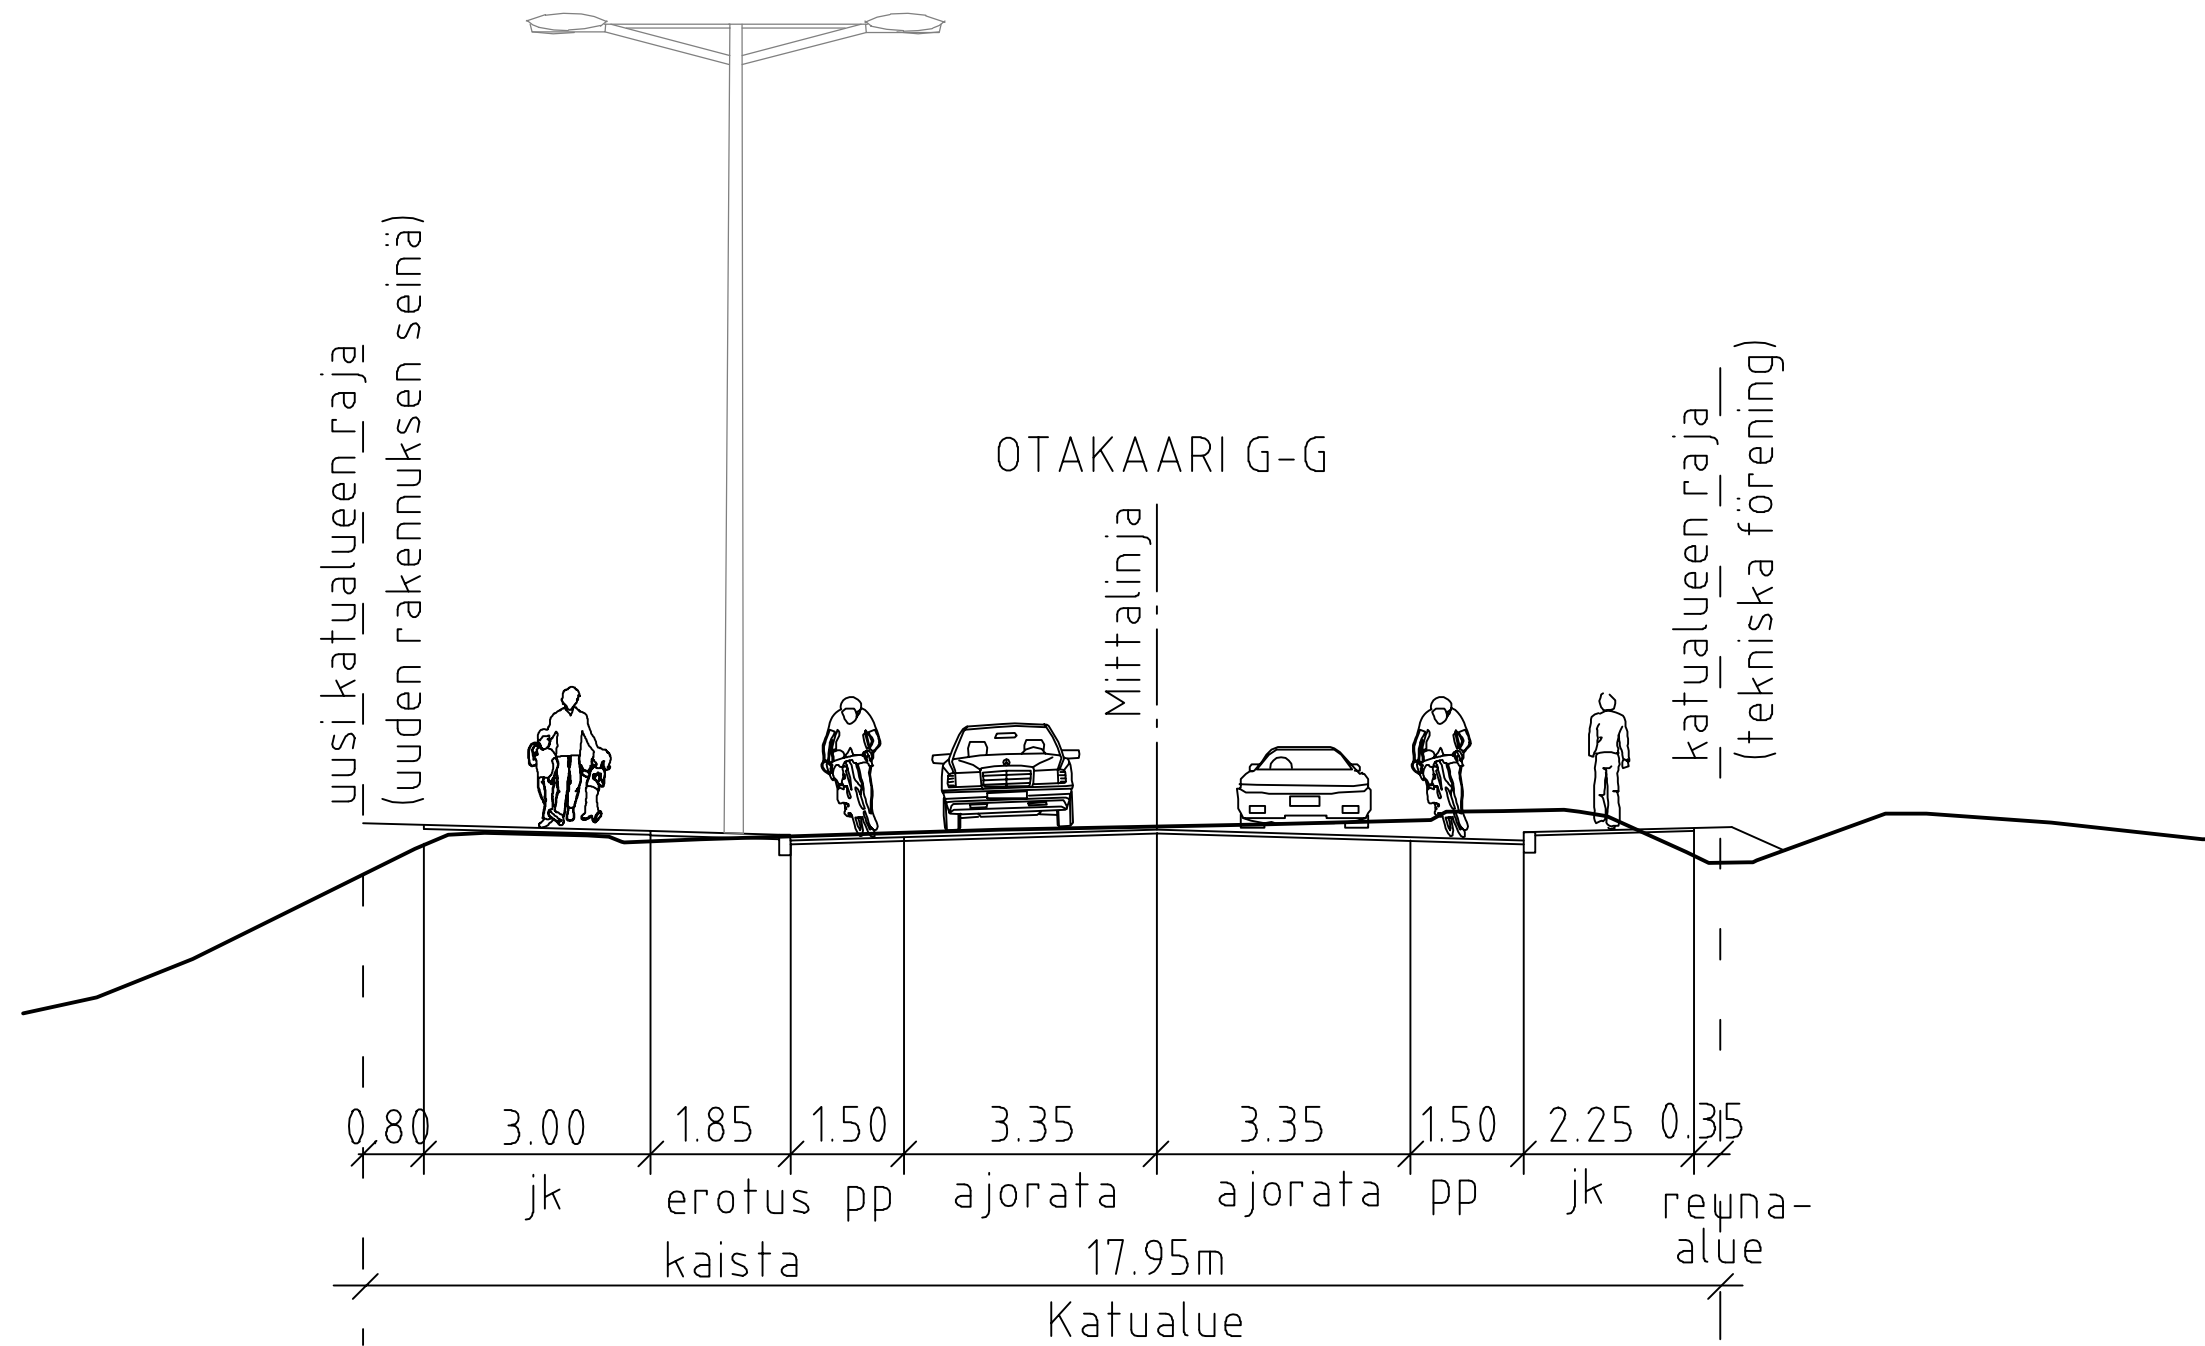 uusi katualueen raja
(uuden rakennuksen seinä)
OTAKAARI G-G
Mittalinja
katualueen raja
(tekniska förening)
0.80
3.00
1.85
1.50
3.35
3.35
1.50
2.25
0.35
jk
erotus
kaista
pp
ajorata
ajorata
pp
jk
reuna-
alue
17.95m
Katualue